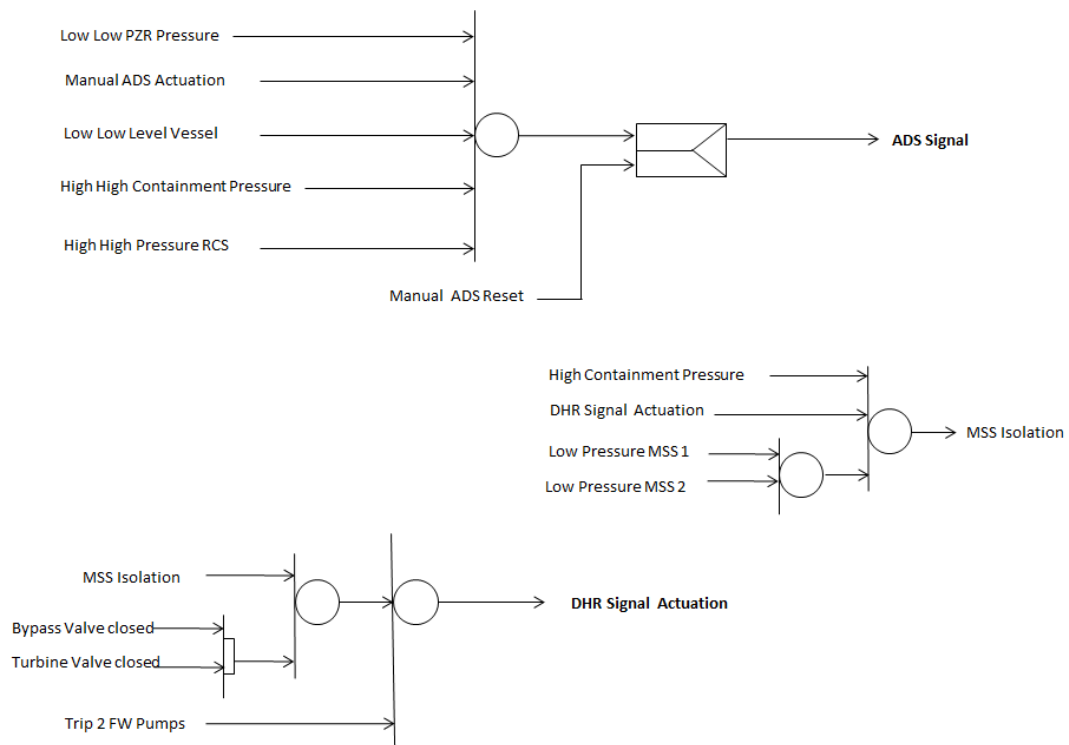 Low Low PZR Pressure
Manual ADS Actuation
Low Low Level Vessel
ADS Signal
High High Containment Pressure
High High Pressure RCS
Manual ADS Reset
High Containment Pressure
DHR Signal Actuation
MSS Isolation
Low Pressure MSS 1
Low Pressure MSS 2
MSS Isolation
DHR Signal Actuation
Bypass Valve closed
Turbine Valve closed
Trip 2 FW Pumps